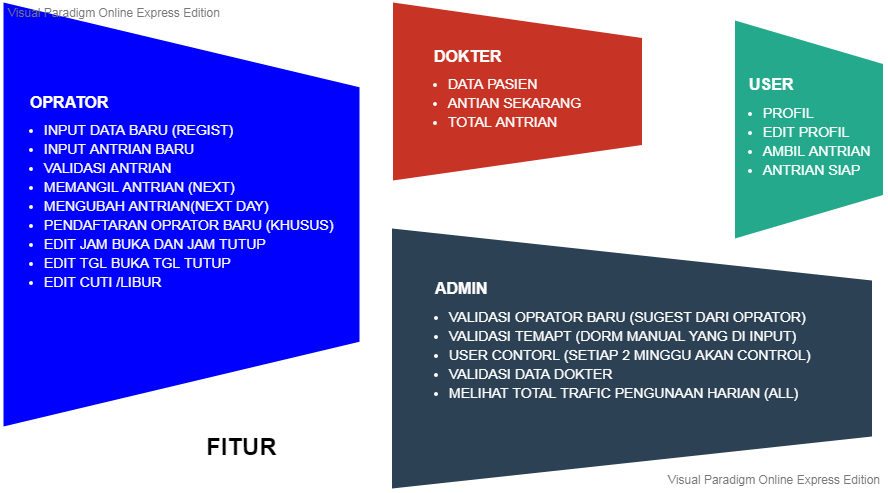 Visual Paradigm Online Express Edition
OPRATOR
• INPUT DATA BARU (REGIST)
• INPUT ANTRIAN BARU
• VALIDASI ANTRIAN
• MEMANGIL ANTRIAN (NEXT)
• MENGUBAH ANTRIAN(NEXT DAY)
• PENDAFTARAN OPRATOR BARU (KHUSUS)
• EDIT JAM BUKA DAN JAM TUTUP
• EDIT TGL BUKA TGL TUTUP
• EDIT CUTI /LIBUR
DOKTER
• DATA PASIEN
• ANTIAN SEKARANG
• TOTAL ANTRIAN
USER
• PROFIL
• EDIT PROFIL
• AMBIL ANTRIAN
• ANTRIAN SIAP
ADMIN
• VALIDASI OPRATOR BARU (SUGEST DARI OPRATOR)
• VALIDASI TEMAPT (DORM MANUAL YANG DI INPUT)
• USER CONTORL (SETIAP 2 MINGGU AKAN CONTROL)
• VALIDASI DATA DOKTER
• MELIHAT TOTAL TRAFIC PENGUNAAN HARIAN (ALL)
FITUR
Visual Paradigm Online Express Edition